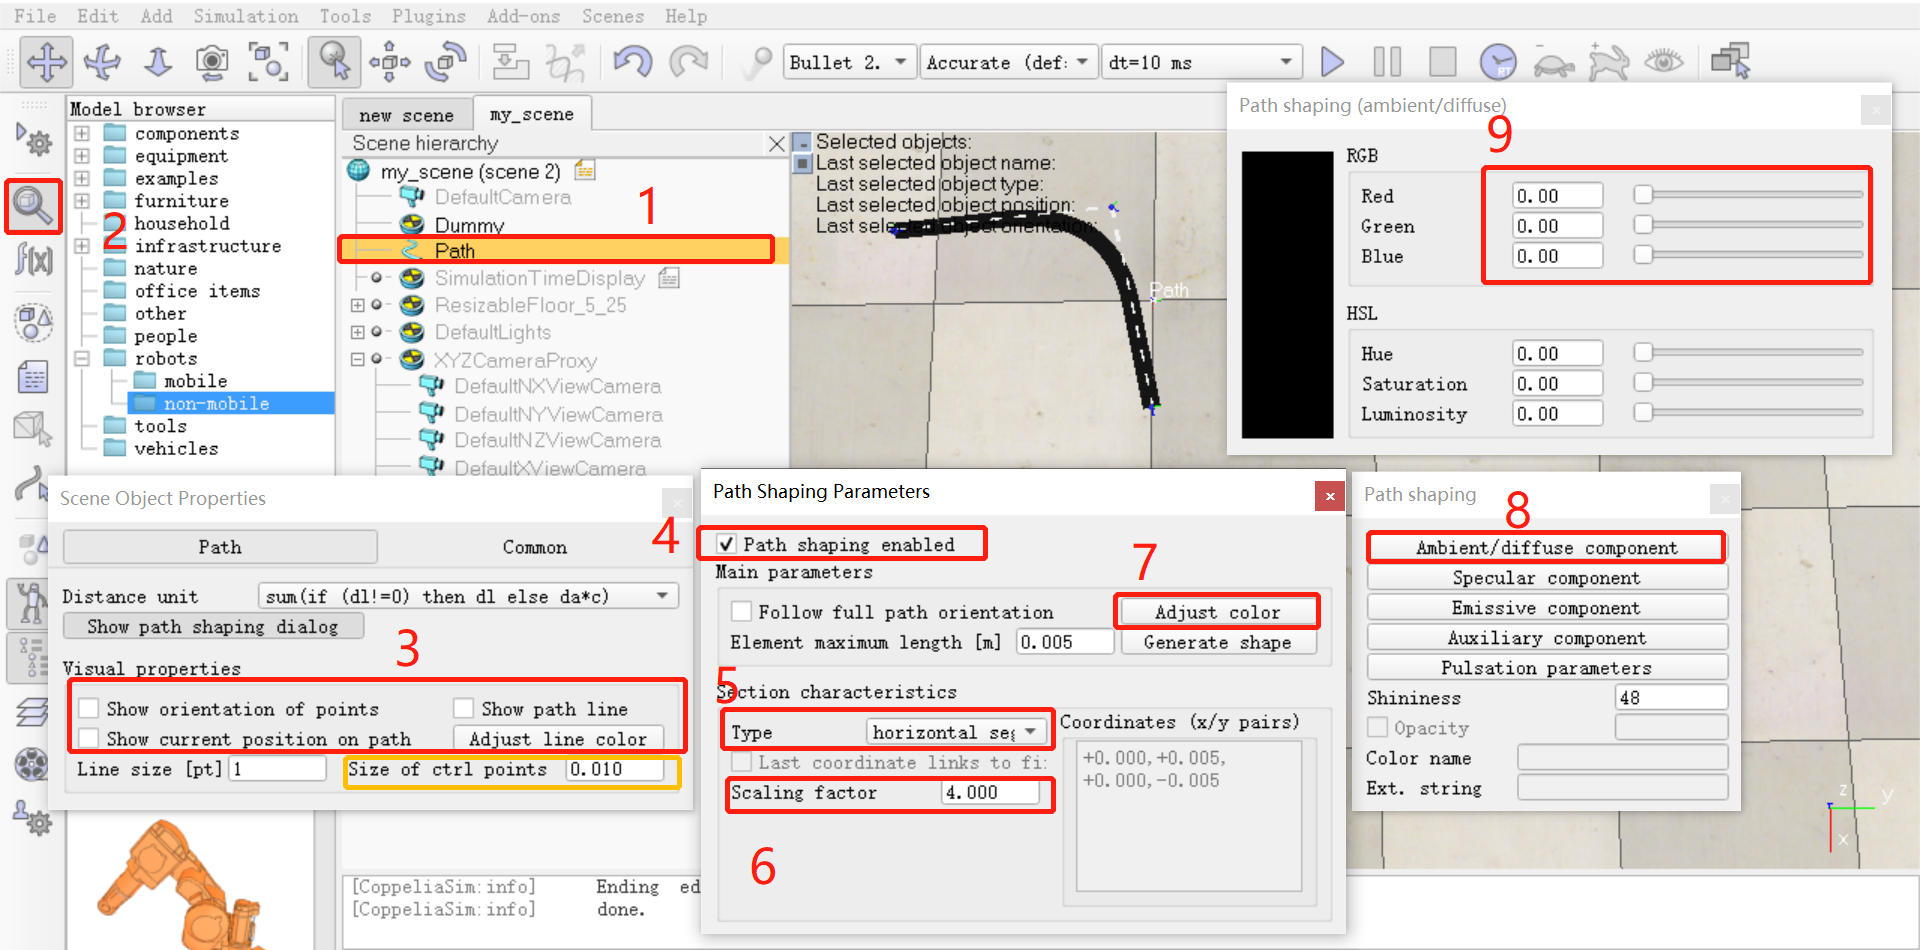 File Edit Add Simulation Tools Plugins Add-ons Scenes Help
Bullet 2. Accurate (def: dt=10 ms
RT
Model browser
components
equipment
examples
furniture
household
infrastructure
nature
office items
other
people
robots
mobile
non-mobile
tools
vehicles
2
f(x)
new scene my_scene
Scene hierarchy
my_scene (scene 2)
DefaultCamera
1
Dummy
Path
SimulationTimeDisplay
ResizableFloor_5_25
DefaultLights
XYZCameraProxy
DefaultNXViewCamera
DefaultNYViewCamera
DefaultNZViewCamera
DefaultXViewCamera
Selected objects:
Last selected object name:
Last selected object type:
Last selected object position:
Last selected object orientation:
Path
Path shaping (ambient/diffuse)
9
RGB
Red 0.00
Green 0.00
Blue 0.00
HSL
Hue 0.00
Saturation 0.00
Luminosity 0.00
Scene Object Properties
Path Common
Distance unit sum(if (dl!=0) then dl else da*c)
Show path shaping dialog
3
Visual properties
Show orientation of points Show path line
Show current position on path Adjust line color
Line size [pt] 1 Size of ctrl points 0.010
Path Shaping Parameters
4
Path shaping enabled
7
Main parameters
Follow full path orientation Adjust color
Element maximum length [m] 0.005 Generate shape
5
Section characteristics
Type horizontal seg
Last coordinate links to fi:
Scaling factor 4.000
6
Coordinates (x/y pairs)
+0.000,+0.005,
+0.000,-0.005
Path shaping
8
Ambient/diffuse component
Specular component
Emissive component
Auxiliary component
Pulsation parameters
Shininess 48
Opacity
Color name
Ext. string
z
y
x
[CoppeliaSim:info] Ending ed
[CoppeliaSim:info] done.